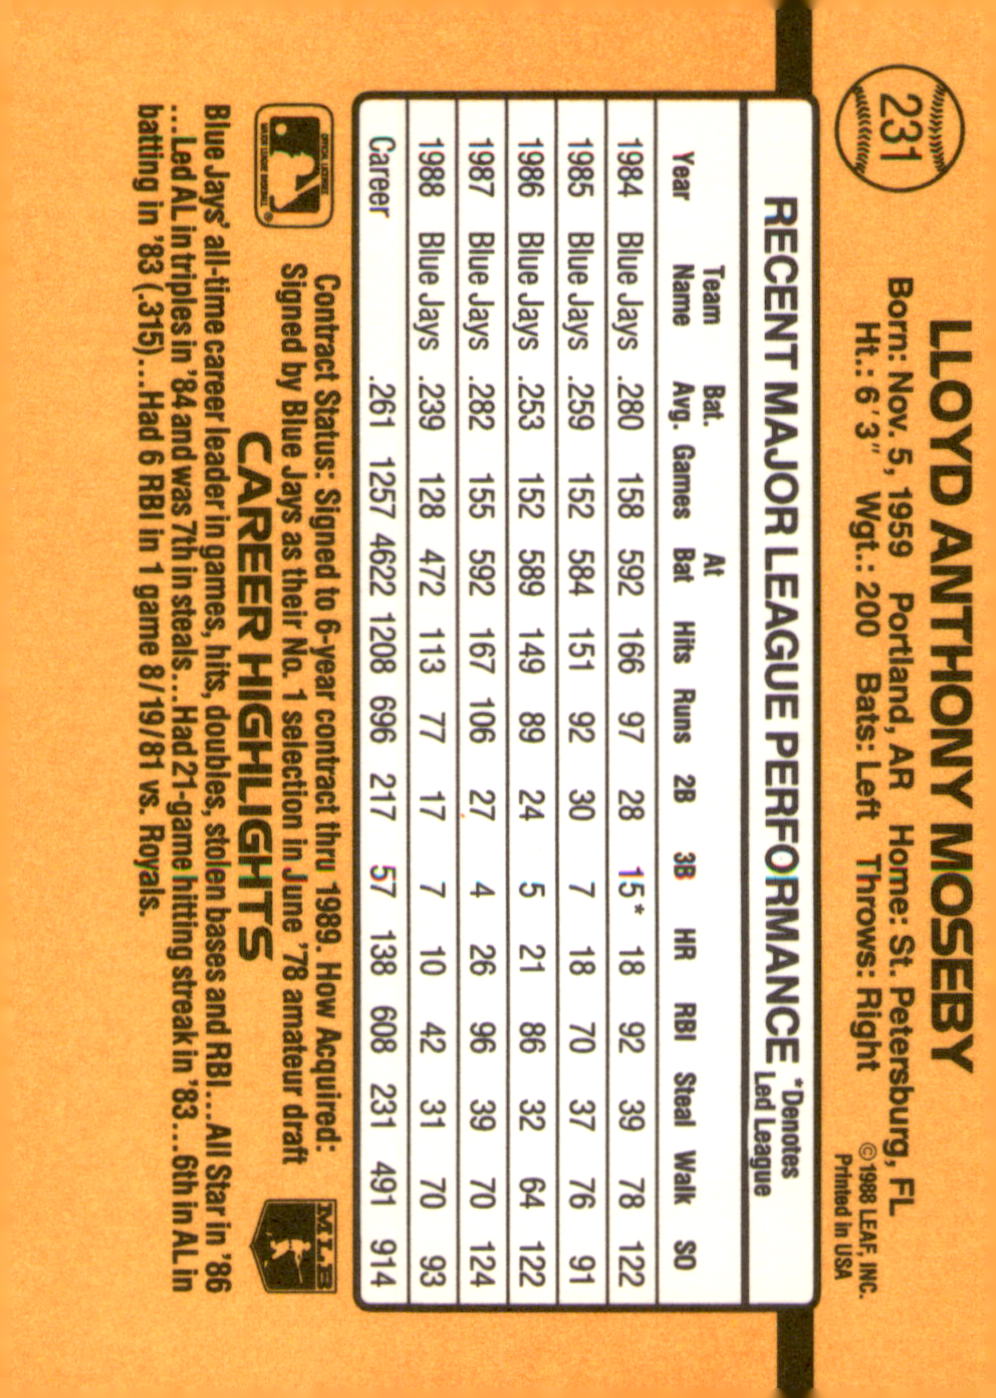 231
LLOYD ANTHONY MOSEBY
Born: Nov. 5, 1959 Portland, AR Home: St. Petersburg, FL
Ht.: 6'3" Wgt.: 200 Bats: Left Throws: Right
©1988 LEAF, INC.
Printed in USA
RECENT MAJOR LEAGUE PERFORMANCE *Denotes Led League
Year Team Name Bat. Avg. Games At Bat Hits Runs 2B 3B HR RBI Steal Walk SO
1984 Blue Jays .280 158 592 166 97 28 15* 18 92 39 78 122
1985 Blue Jays .259 152 584 151 92 30 7 18 70 37 76 91
1986 Blue Jays .253 152 589 149 89 24 5 21 86 32 64 122
1987 Blue Jays .282 155 592 167 106 27 4 26 96 39 70 124
1988 Blue Jays .239 128 472 113 77 17 7 10 42 31 70 93
Career .261 1257 4622 1208 696 217 57 138 608 231 491 914
Contract Status: Signed to 6-year contract thru 1989. How Acquired:
Signed by Blue Jays as their No. 1 selection in June '78 amateur draft
MLB
CAREER HIGHLIGHTS
Blue Jays' all-time career leader in games, hits, doubles, stolen bases and RBI...All Star in '86
...Led AL in triples in '84 and was 7th in steals...Had 21-game hitting streak in '83...6th in AL in
batting in '83 (.315)...Had 6 RBI in 1 game 8/19/81 vs. Royals.